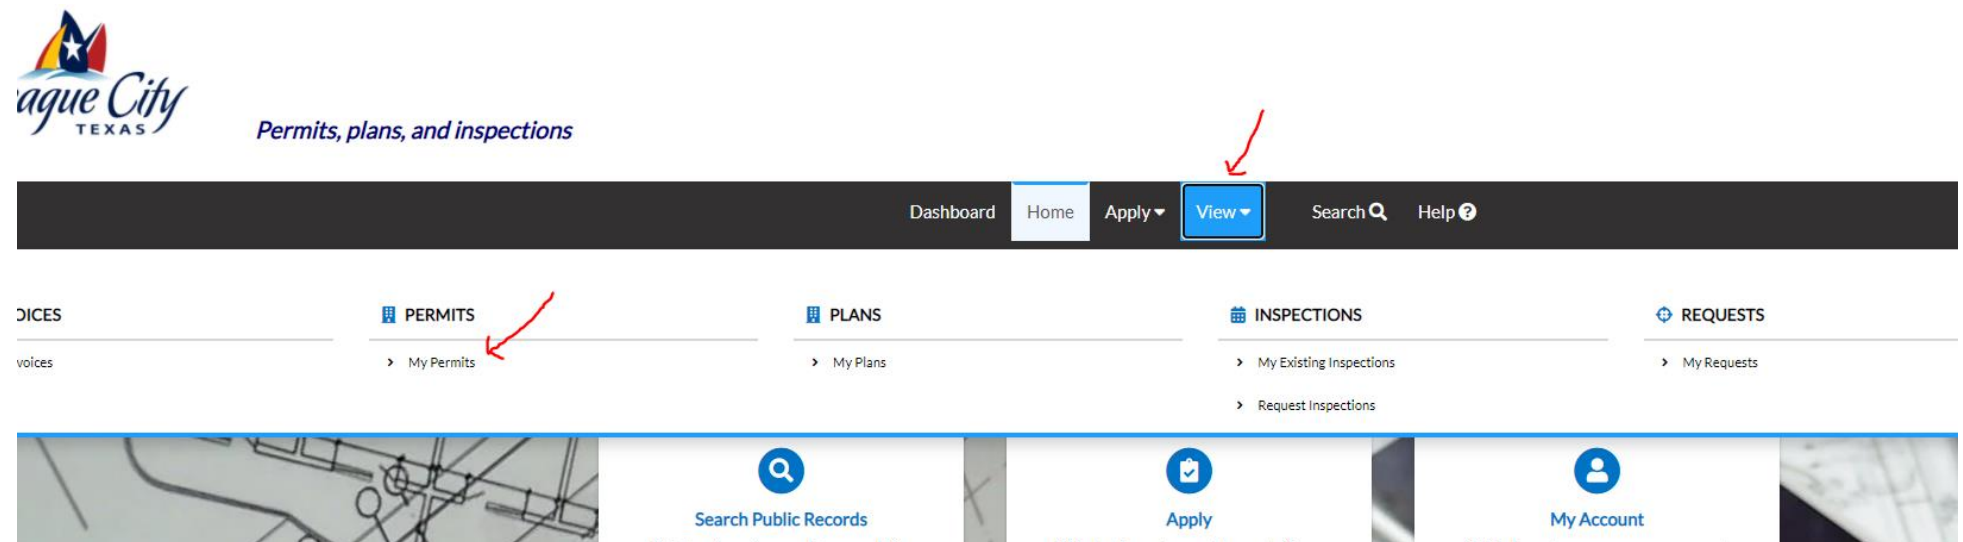 ague City
TEXAS
Permits, plans, and inspections
Dashboard Home Apply View Search Help
OICES PERMITS PLANS INSPECTIONS REQUESTS
voices My Permits My Plans My Existing Inspections My Requests
Request Inspections
Search Public Records Apply My Account